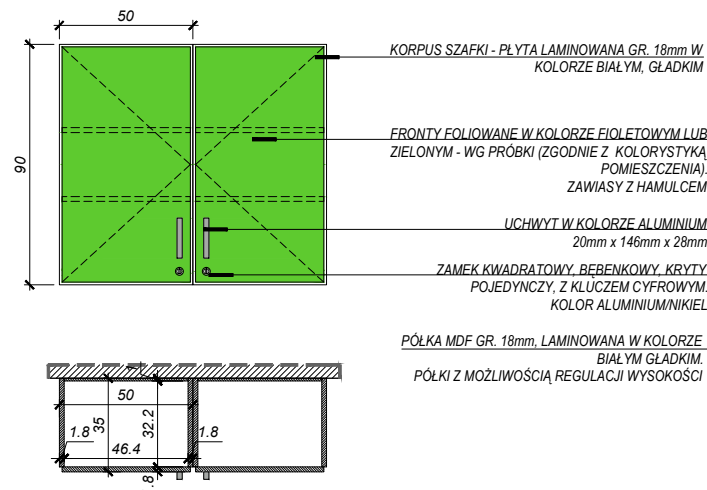 50
90
KORPUS SZAFKI - PŁYTA LAMINOWANA GR. 18mm W
KOLORZE BIAŁYM, GŁADKIM
FRONTY FOLIOWANE W KOLORZE FIOLETOWYM LUB
ZIELONYM - WG PRÓBKI (ZGODNIE Z KOLORYSTYKĄ
POMIESZCZENIA).
ZAWIASY Z HAMULCEM
UCHWYT W KOLORZE ALUMINIUM
20mm x 146mm x 28mm
ZAMEK KWADRATOWY, BĘBENKOWY, KRYTY
POJEDYNCZY, Z KLUCZEM CYFROWYM.
KOLOR ALUMINIUM/NIKIEL
PÓŁKA MDF GR. 18mm, LAMINOWANA W KOLORZE
BIAŁYM GŁADKIM.
PÓŁKI Z MOŻLIWOŚCIĄ REGULACJI WYSOKOŚCI
1
50
35
32.2
1.8
1.8
46.4